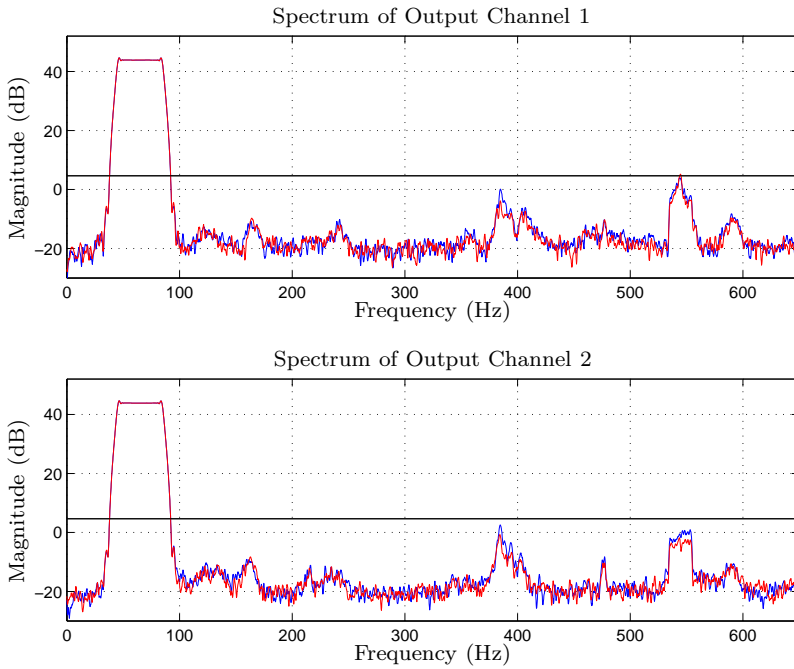 Spectrum of Output Channel 1
Magnitude (dB)
40
20
0
−20
0 100 200 300 400 500 600
Frequency (Hz)
Spectrum of Output Channel 2
Magnitude (dB)
40
20
0
−20
0 100 200 300 400 500 600
Frequency (Hz)